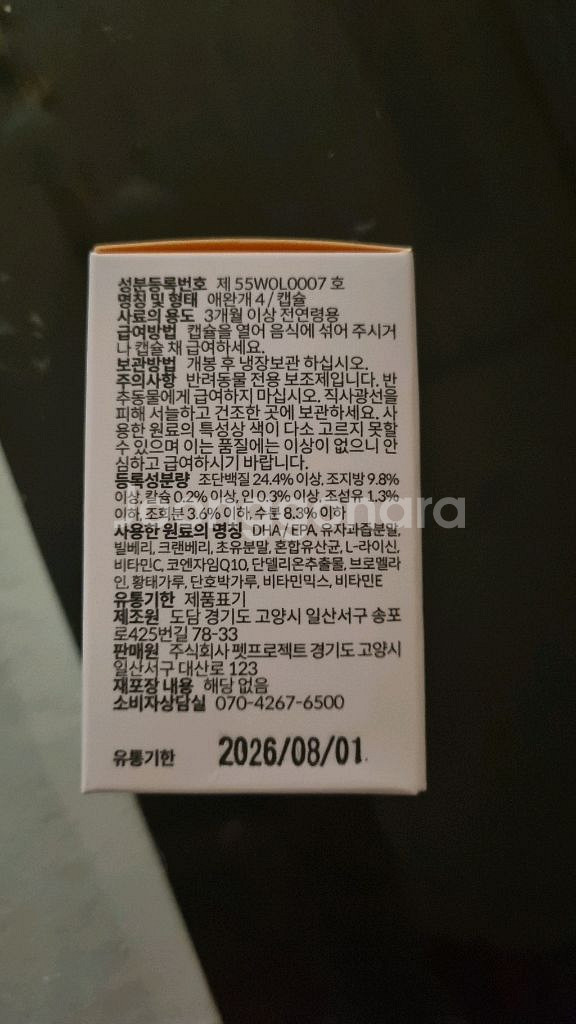 성분등록번호 제 55W0L0007 호
명칭 및 형태 애완개 4 / 캡슐
사료의 용도 3개월 이상 전연령용
급여방법 캡슐을 열어 음식에 섞어 주시거
나 캡슐 채 급여하세요.
보관방법 개봉 후 냉장보관 하십시오.
주의사항 반려동물 전용 보조제입니다. 반
추동물에게 급여하지 마십시오. 직사광선을
피해 서늘하고 건조한 곳에 보관하세요. 사
용한 원료의 특성상 색이 다소 고르지 못할
수 있으며 이는 품질에는 이상이 없으니 안
심하고 급여하시기 바랍니다.
등록성분량 조단백질 24.4% 이상, 조지방 9.8%
이상, 칼슘 0.2% 이상, 인 0.3% 이상, 조섬유 1.3%
이하, 조회분 3.6% 이하, 수분 8.3% 이하
사용한 원료의 명칭 DHA / EPA, 유자과즙분말,
빌베리, 크랜베리, 초유분말, 혼합유산균, L-라이신,
비타민C, 코엔자임Q10, 단델리온추출물, 브로멜라
인, 황태가루, 단호박가루, 비타민믹스, 비타민E
유통기한 제품표기
제조원 도담 경기도 고양시 일산서구 송포
로425번길 78-33
판매원 주식회사 펫프로젝트 경기도 고양시
일산서구 대산로 123
재포장 내용 해당 없음
소비자상담실 070-4267-6500
유통기한 2026/08/01.